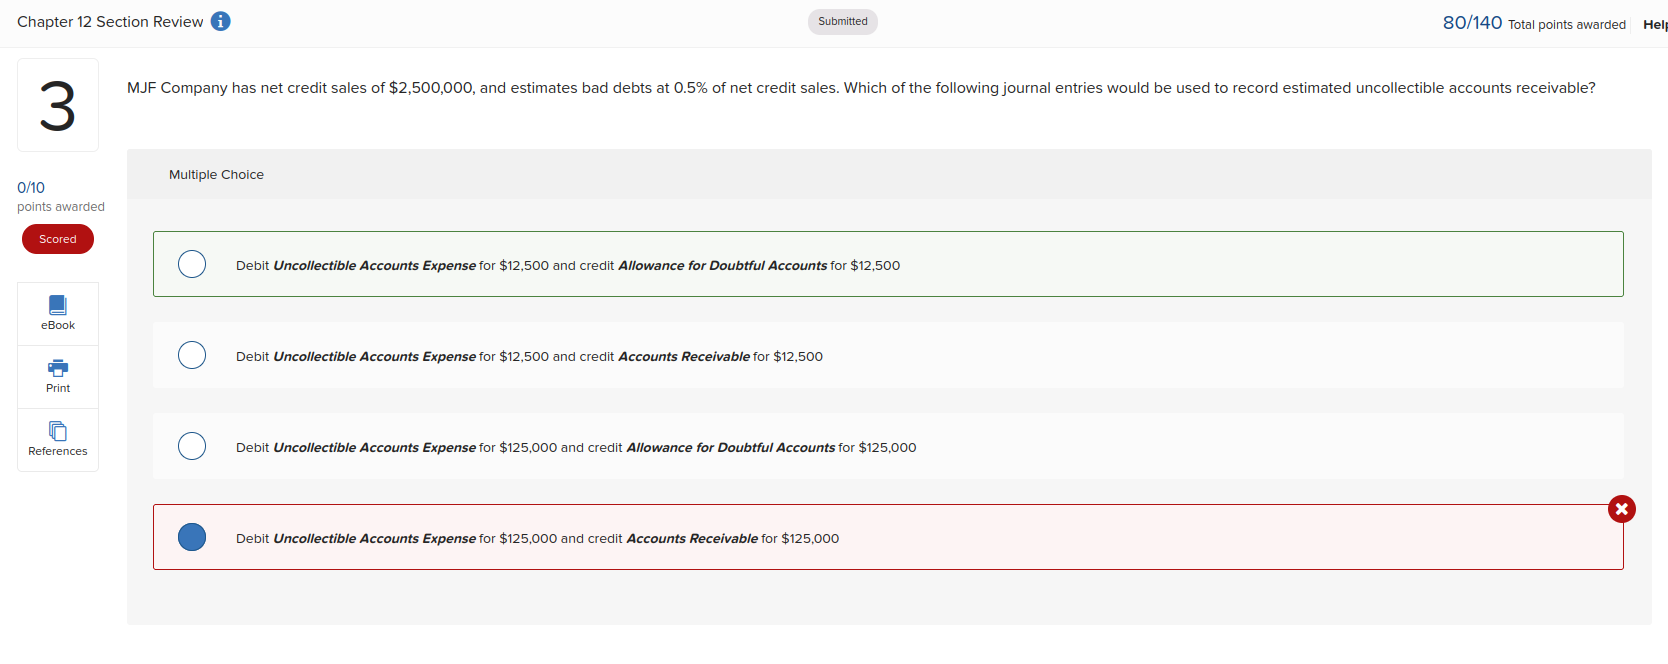 Chapter 12 Section Review
Submitted
80/140 Total points awarded
3
MJF Company has net credit sales of $2,500,000, and estimates bad debts at 0.5% of net credit sales. Which of the following journal entries would be used to record estimated uncollectible accounts receivable?
0/10
points awarded
Scored
eBook
Print
References
Multiple Choice
Debit Uncollectible Accounts Expense for $12,500 and credit Allowance for Doubtful Accounts for $12,500
Debit Uncollectible Accounts Expense for $12,500 and credit Accounts Receivable for $12,500
Debit Uncollectible Accounts Expense for $125,000 and credit Allowance for Doubtful Accounts for $125,000
Debit Uncollectible Accounts Expense for $125,000 and credit Accounts Receivable for $125,000